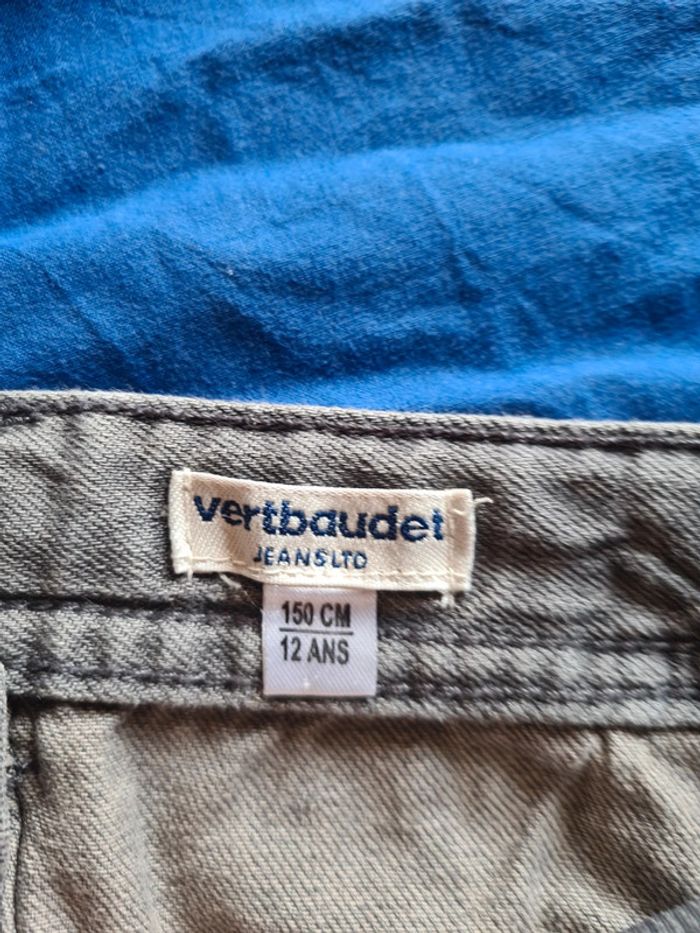 vertbaudet
JEANS LTD
150 CM
12 ANS